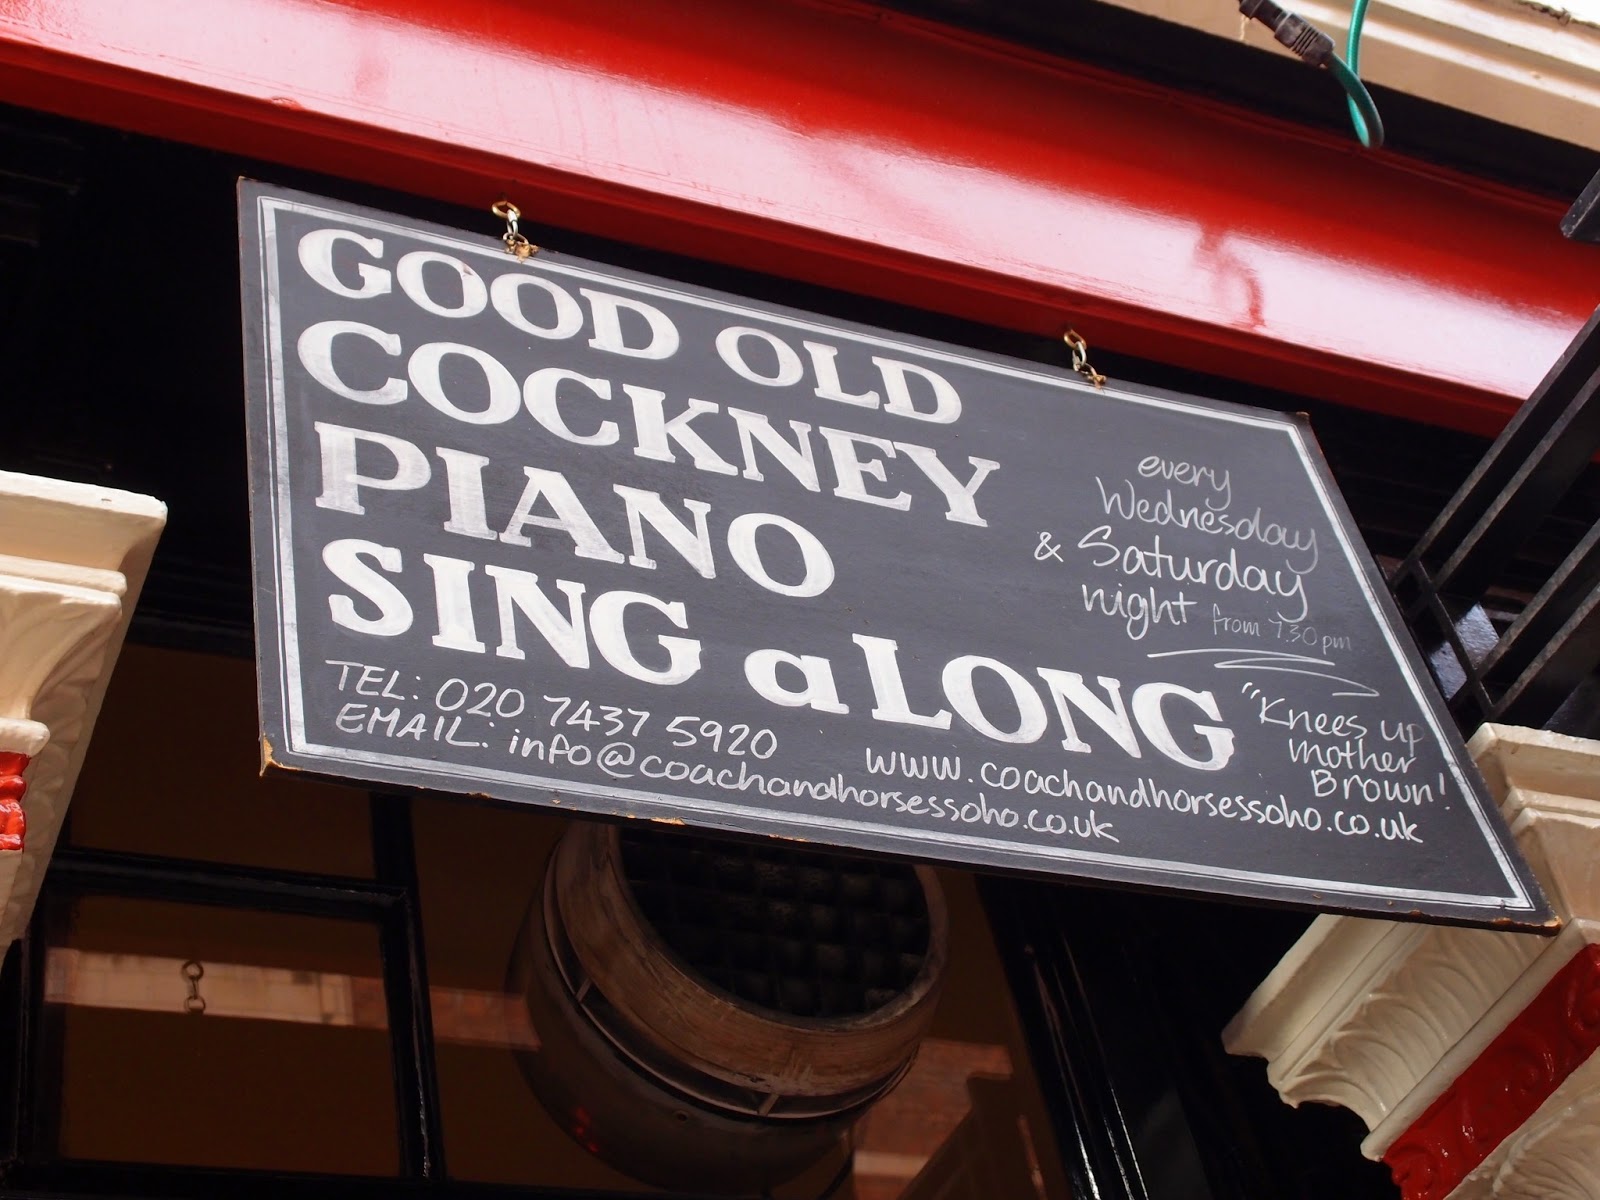 GOOD OLD
COCKNEY
PIANO
SING a LONG
every
Wednesday
& Saturday
night from 7.30pm
"Knees up
mother
Brown!
TEL: 020 7437 5920
EMAIL: info@coachandhorsessoho.co.uk
www.coachandhorsessoho.co.uk